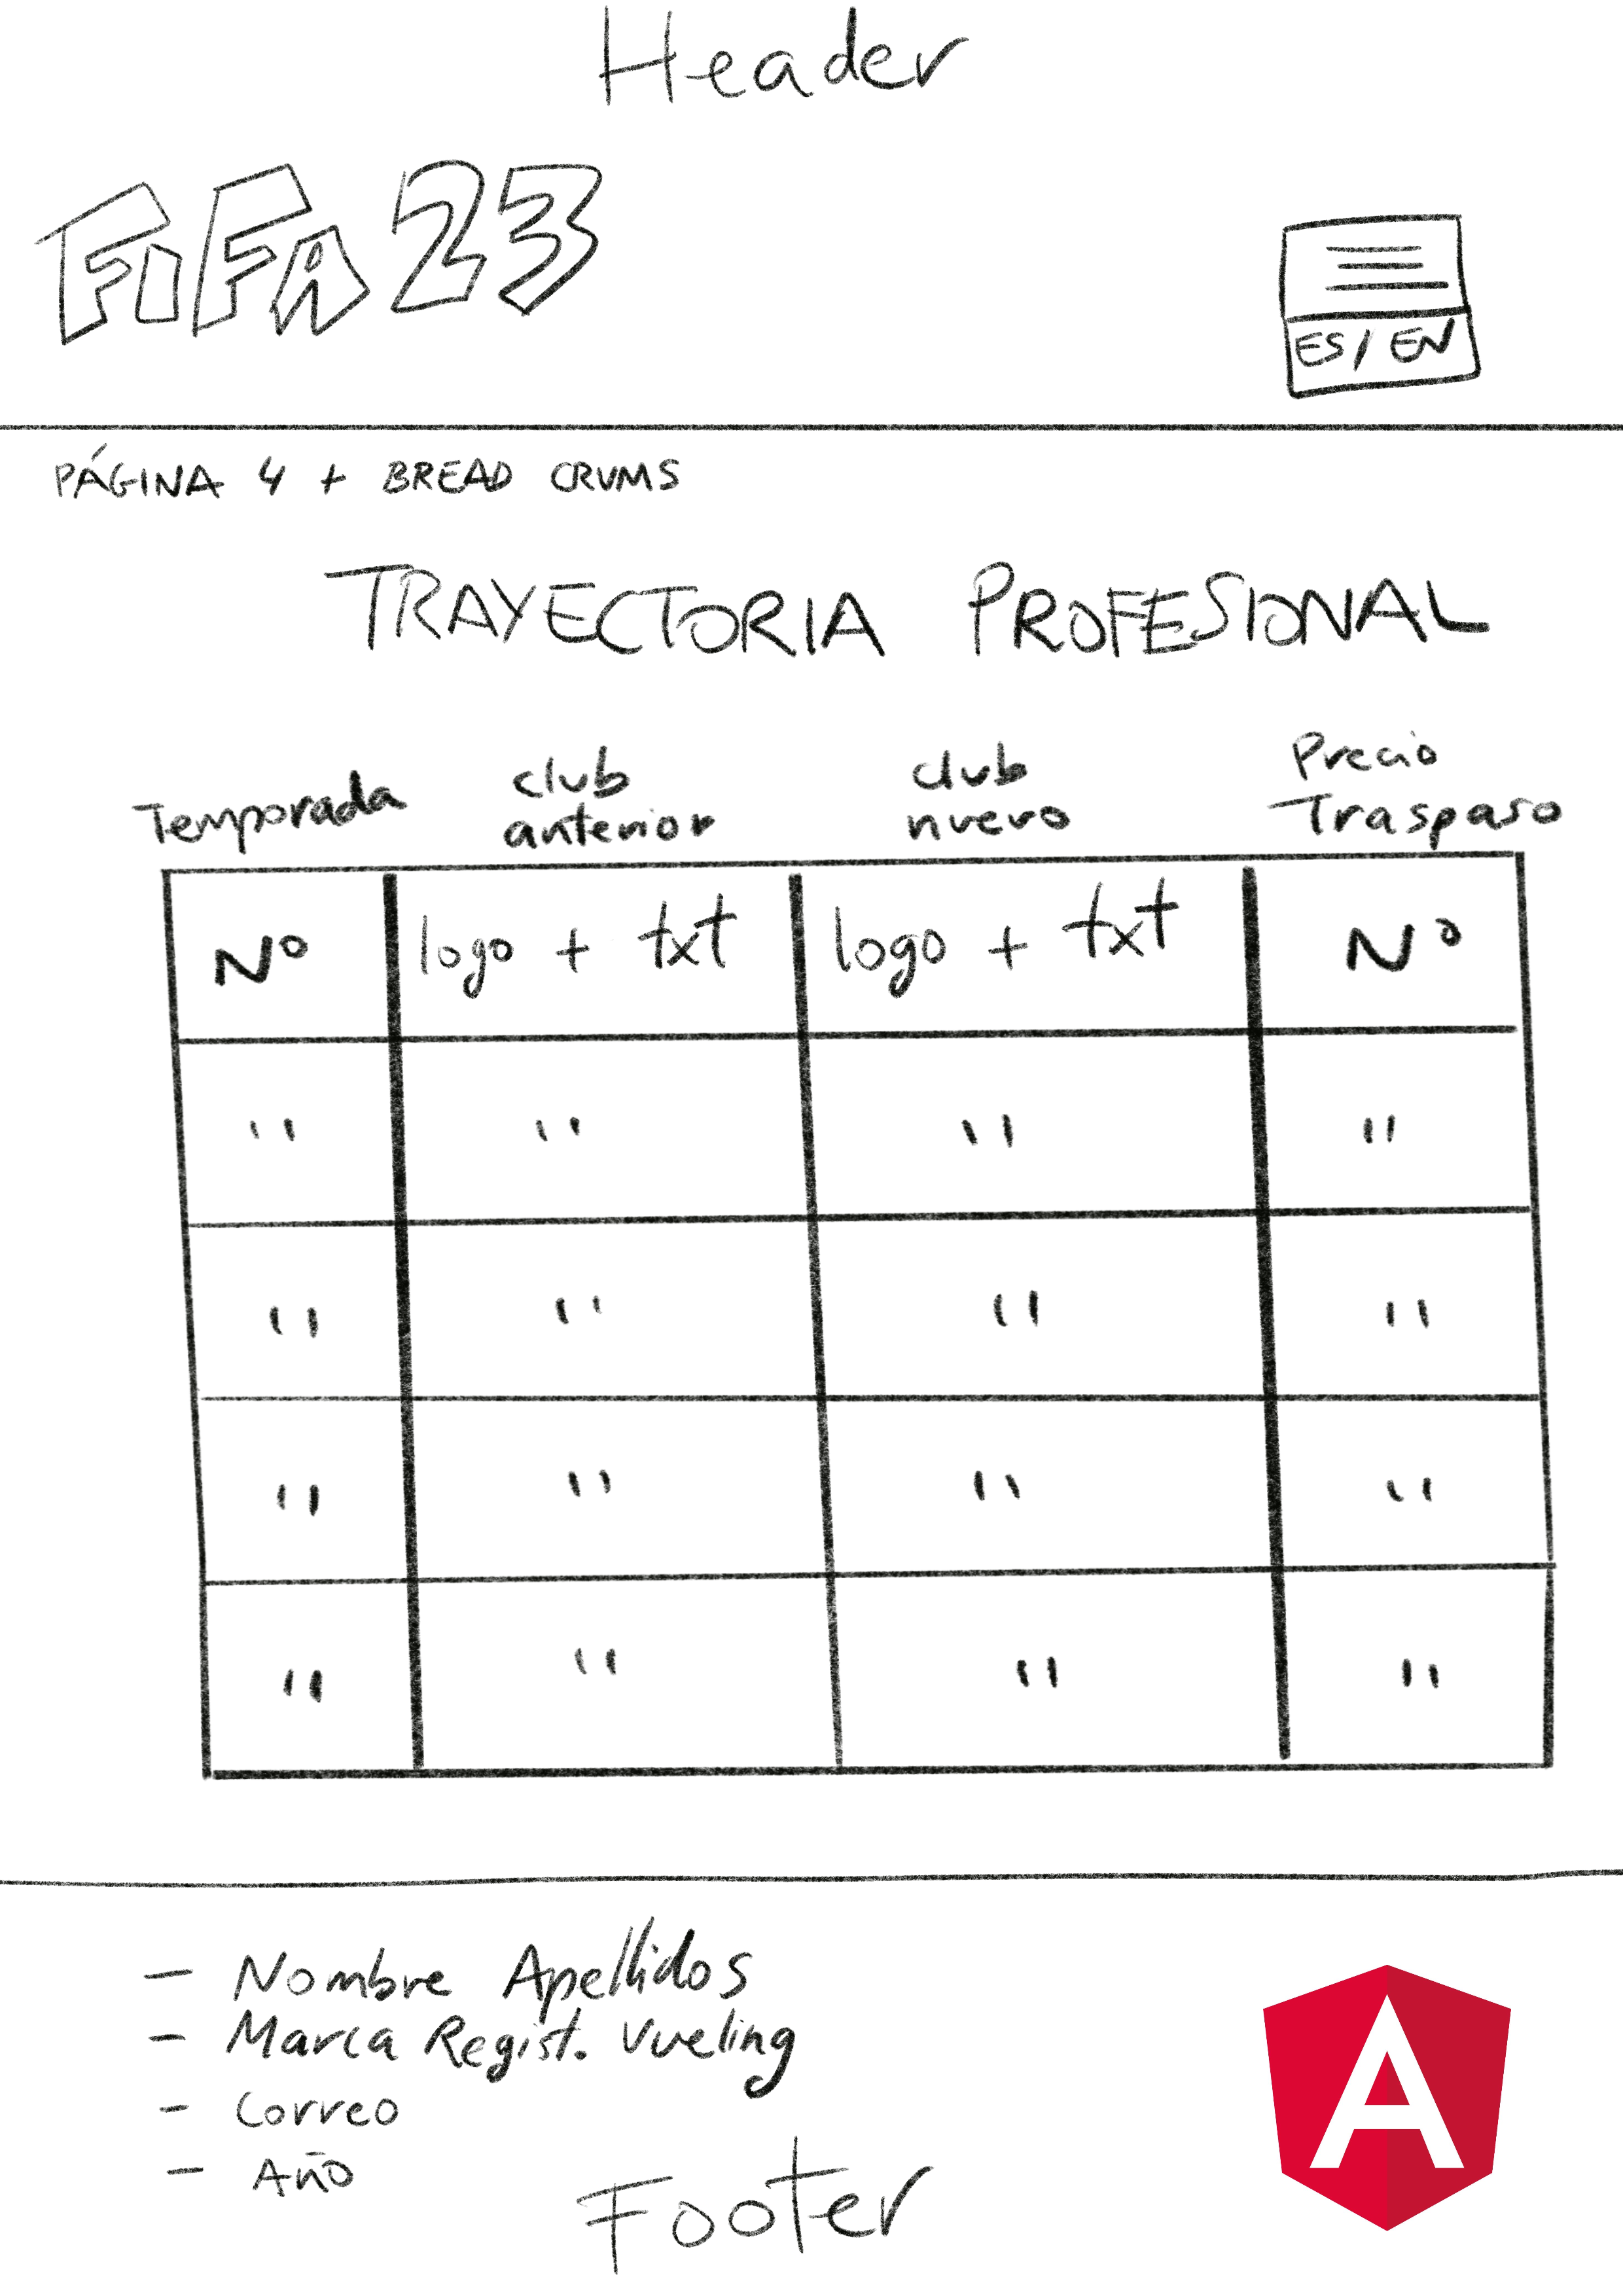 Header
FiFA 23
ES / EN
PÁGINA 4 + BREAD CRUMS
TRAYECTORIA PROFESIONAL
Temporada club anterior club nuevo Precio Traspaso
Nº logo + txt logo + txt Nº
" " " "
" " " "
" " " "
" " " "
- Nombre Apellidos
- Marca Regist. Vueling
- Correo
- Año
Footer
A